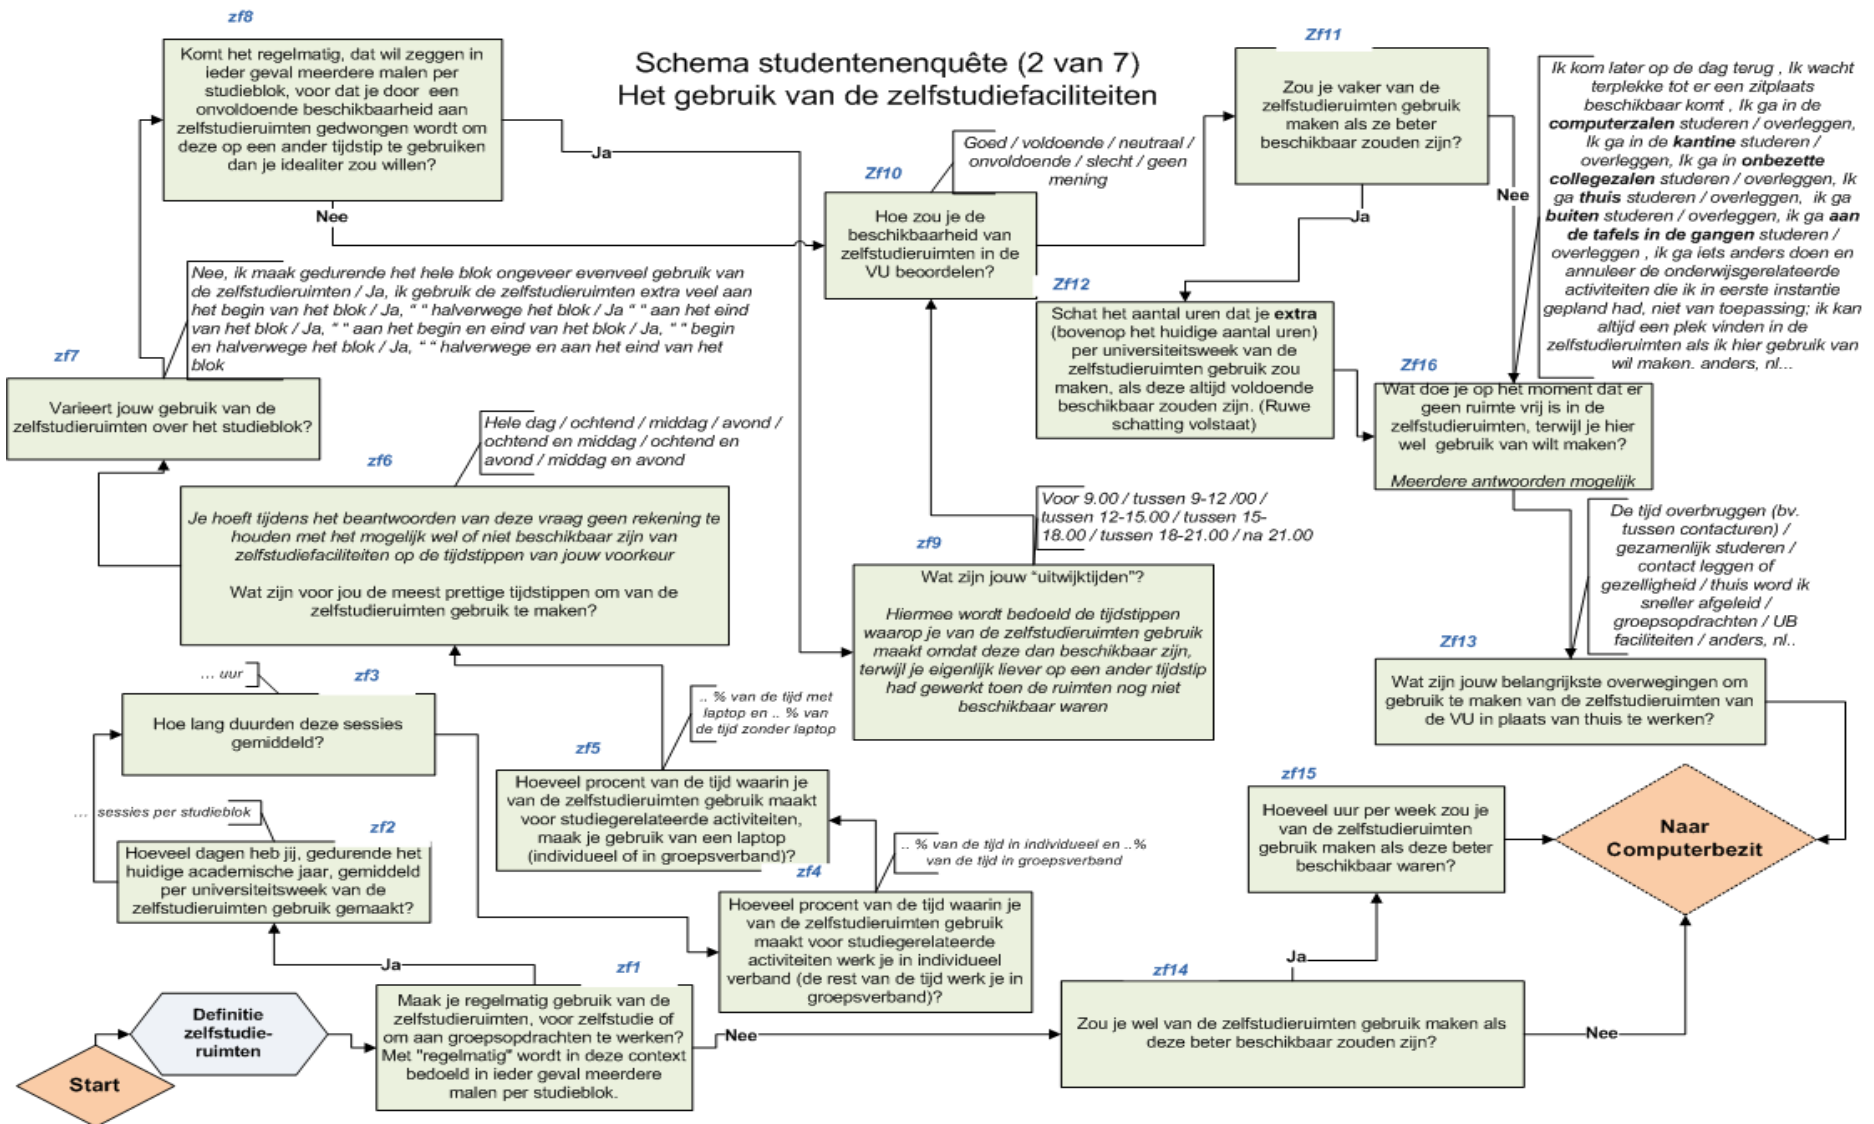 Schema studentenenquête (2 van 7)
Het gebruik van de zelfstudiefaciliteiten
zf8
Komt het regelmatig, dat wil zeggen in
ieder geval meerdere malen per
studieblok, voor dat je door een
onvoldoende beschikbaarheid aan
zelfstudieruimten gedwongen wordt om
deze op een ander tijdstip te gebruiken
dan je idealiter zou willen?
Ja
Nee
Zf10
Goed / voldoende / neutraal /
onvoldoende / slecht / geen
mening
Hoe zou je de
beschikbaarheid van
zelfstudieruimten in de
VU beoordelen?
Zf11
Zou je vaker van de
zelfstudieruimten gebruik
maken als ze beter
beschikbaar zouden zijn?
Nee
Ja
Ik kom later op de dag terug , Ik wacht
terplekke tot er een zitplaats
beschikbaar komt , Ik ga in de
computerzalen studeren / overleggen,
Ik ga in de kantine studeren /
overleggen, Ik ga in onbezette
collegezalen studeren / overleggen, Ik
ga thuis studeren / overleggen, ik ga
buiten studeren / overleggen, ik ga aan
de tafels in de gangen studeren /
overleggen , ik ga iets anders doen en
annuleer de onderwijsgerelateerde
activiteiten die ik in eerste instantie
gepland had, niet van toepassing; ik kan
altijd een plek vinden in de
zelfstudieruimten als ik hier gebruik van
wil maken. anders, nl...
Nee, ik maak gedurende het hele blok ongeveer evenveel gebruik van
de zelfstudieruimten / Ja, ik gebruik de zelfstudieruimten extra veel aan
het begin van het blok / Ja, “ “ halverwege het blok / Ja “ “ aan het eind
van het blok / Ja, “ “ aan het begin en eind van het blok / Ja, “ “ begin
en halverwege het blok / Ja, “ “ halverwege en aan het eind van het
blok
zf7
Varieert jouw gebruik van de
zelfstudieruimten over het studieblok?
Zf12
Schat het aantal uren dat je extra
(bovenop het huidige aantal uren)
per universiteitsweek van de
zelfstudieruimten gebruik zou
maken, als deze altijd voldoende
beschikbaar zouden zijn. (Ruwe
schatting volstaat)
Zf16
Wat doe je op het moment dat er
geen ruimte vrij is in de
zelfstudieruimten, terwijl je hier
wel gebruik van wilt maken?
Meerdere antwoorden mogelijk
Hele dag / ochtend / middag / avond /
ochtend en middag / ochtend en
avond / middag en avond
zf6
Je hoeft tijdens het beantwoorden van deze vraag geen rekening te
houden met het mogelijk wel of niet beschikbaar zijn van
zelfstudiefaciliteiten op de tijdstippen van jouw voorkeur
Wat zijn voor jou de meest prettige tijdstippen om van de
zelfstudieruimten gebruik te maken?
Voor 9.00 / tussen 9-12 /00 /
tussen 12-15.00 / tussen 15-
18.00 / tussen 18-21.00 / na 21.00
zf9
Wat zijn jouw “uitwijktijden”?
Hiermee wordt bedoeld de tijdstippen
waarop je van de zelfstudieruimten gebruik
maakt omdat deze dan beschikbaar zijn,
terwijl je eigenlijk liever op een ander tijdstip
had gewerkt toen de ruimten nog niet
beschikbaar waren
De tijd overbruggen (bv.
tussen contacturen) /
gezamenlijk studeren /
contact leggen of
gezelligheid / thuis word ik
sneller afgeleid /
groepsopdrachten / UB
faciliteiten / anders, nl..
Zf13
Wat zijn jouw belangrijkste overwegingen om
gebruik te maken van de zelfstudieruimten van
de VU in plaats van thuis te werken?
... uur
zf3
Hoe lang duurden deze sessies
gemiddeld?
.. % van de tijd met
laptop en .. % van
de tijd zonder laptop
zf5
Hoeveel procent van de tijd waarin je
van de zelfstudieruimten gebruik maakt
voor studiegerelateerde activiteiten,
maak je gebruik van een laptop
(individueel of in groepsverband)?
... sessies per studieblok
zf2
Hoeveel dagen heb jij, gedurende het
huidige academische jaar, gemiddeld
per universiteitsweek van de
zelfstudieruimten gebruik gemaakt?
.. % van de tijd in individueel en ..%
van de tijd in groepsverband
zf4
Hoeveel procent van de tijd waarin je
van de zelfstudieruimten gebruik
maakt voor studiegerelateerde
activiteiten werk je in individueel
verband (de rest van de tijd werk je in
groepsverband)?
zf15
Hoeveel uur per week zou je
van de zelfstudieruimten
gebruik maken als deze beter
beschikbaar waren?
Naar
Computerbezit
Ja
zf1
Maak je regelmatig gebruik van de
zelfstudieruimten, voor zelfstudie of
om aan groepsopdrachten te werken?
Met "regelmatig" wordt in deze context
bedoeld in ieder geval meerdere
malen per studieblok.
Definitie
zelfstudie-
ruimten
Start
Nee
Ja
zf14
Zou je wel van de zelfstudieruimten gebruik maken als
deze beter beschikbaar zouden zijn?
Nee